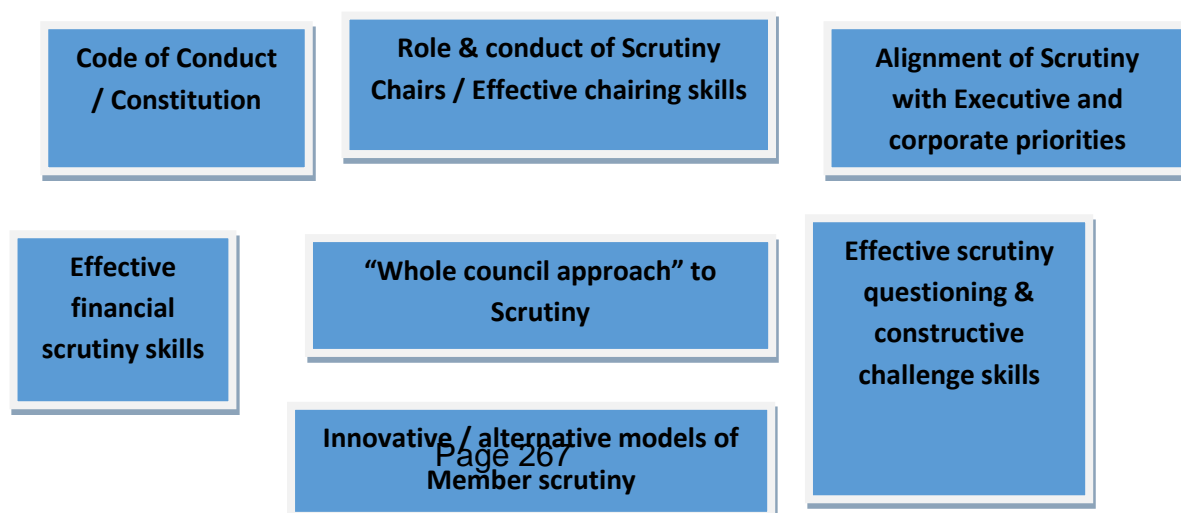 Code of Conduct
/ Constitution
Role & conduct of Scrutiny
Chairs / Effective chairing skills
Alignment of Scrutiny
with Executive and
corporate priorities
Effective
financial
scrutiny skills
“Whole council approach” to
Scrutiny
Effective scrutiny
questioning &
constructive
challenge skills
Innovative / alternative models of
Member scrutiny
Page 267